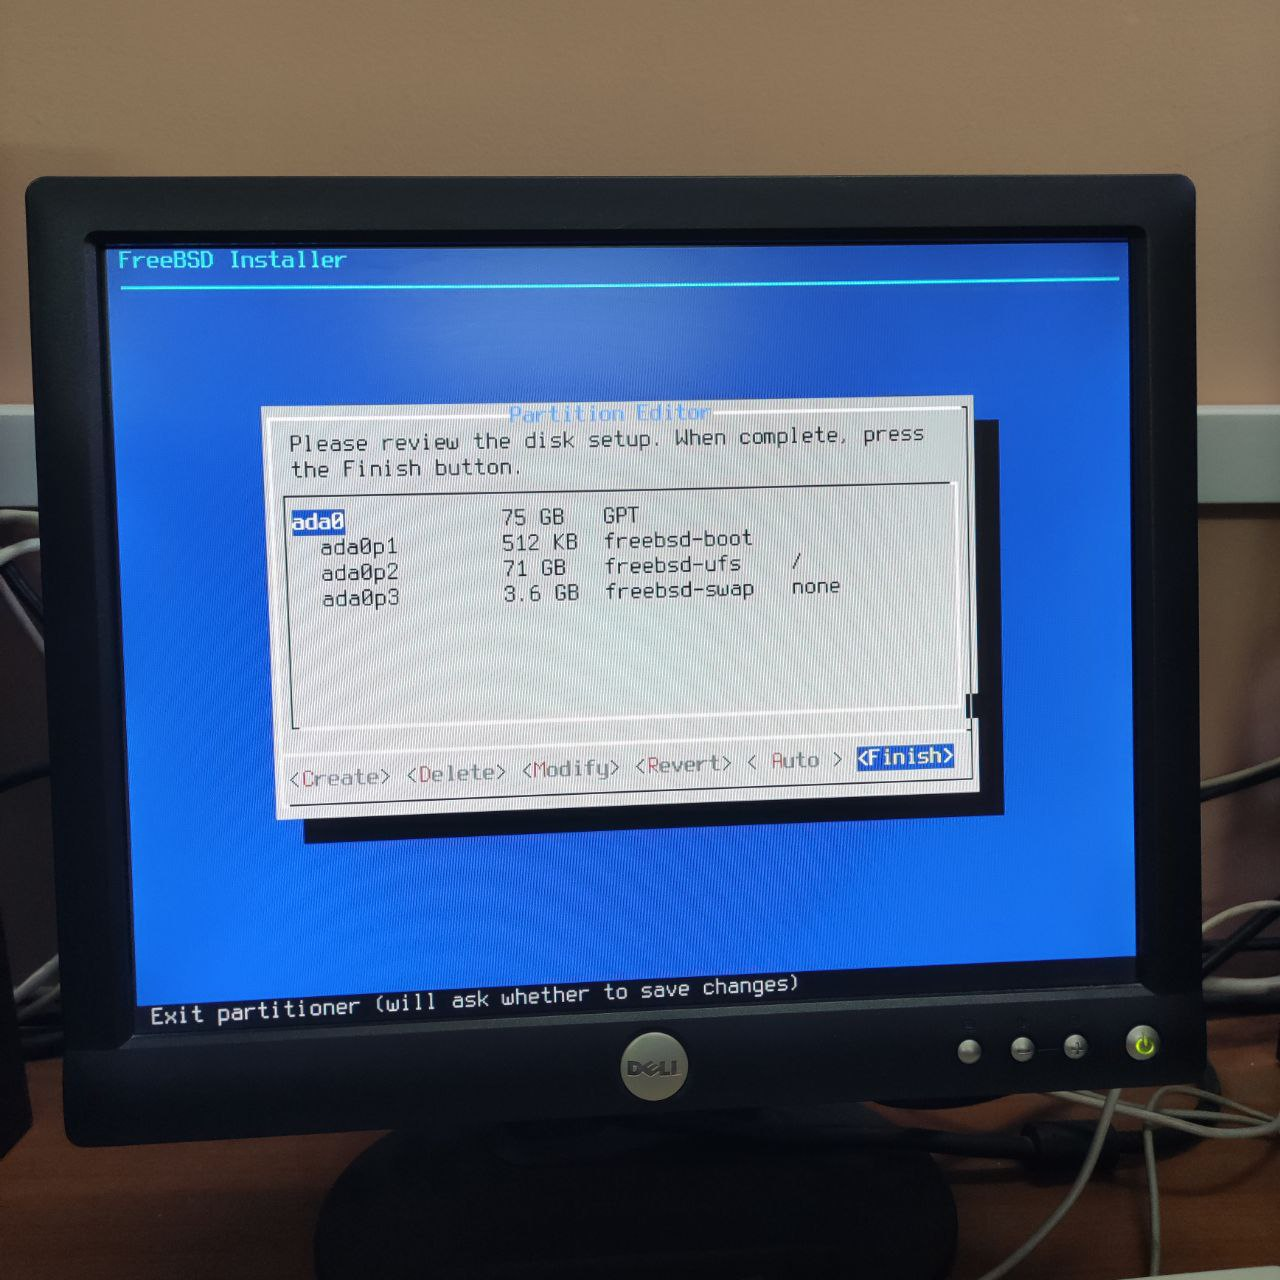 FreeBSD Installer
Partition Editor
Please review the disk setup. When complete, press
the Finish button.
ada0 75 GB GPT
ada0p1 512 KB freebsd-boot
ada0p2 71 GB freebsd-ufs /
ada0p3 3.6 GB freebsd-swap none
<Create> <Delete> <Modify> <Revert> < Auto > <Finish>
Exit partitioner (will ask whether to save changes)
DELL